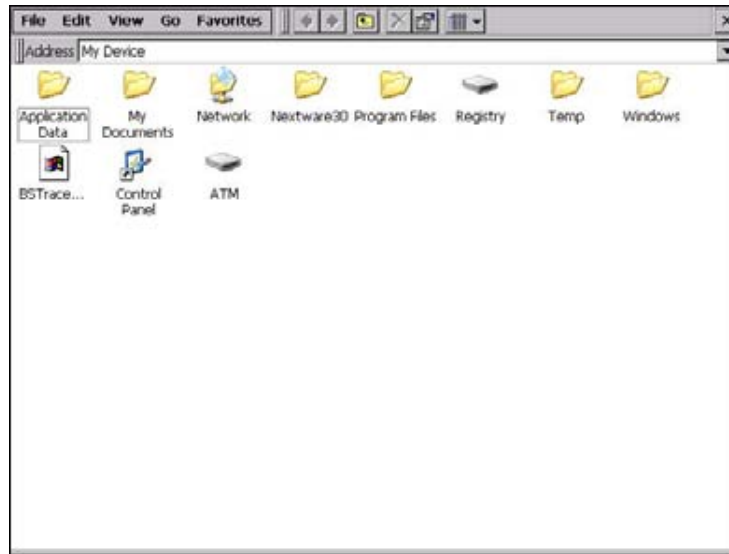 File Edit View Go Favorites
Address My Device
Application Data
My Documents
Network
Nextware30
Program Files
Registry
Temp
Windows
BSTrace...
Control Panel
ATM